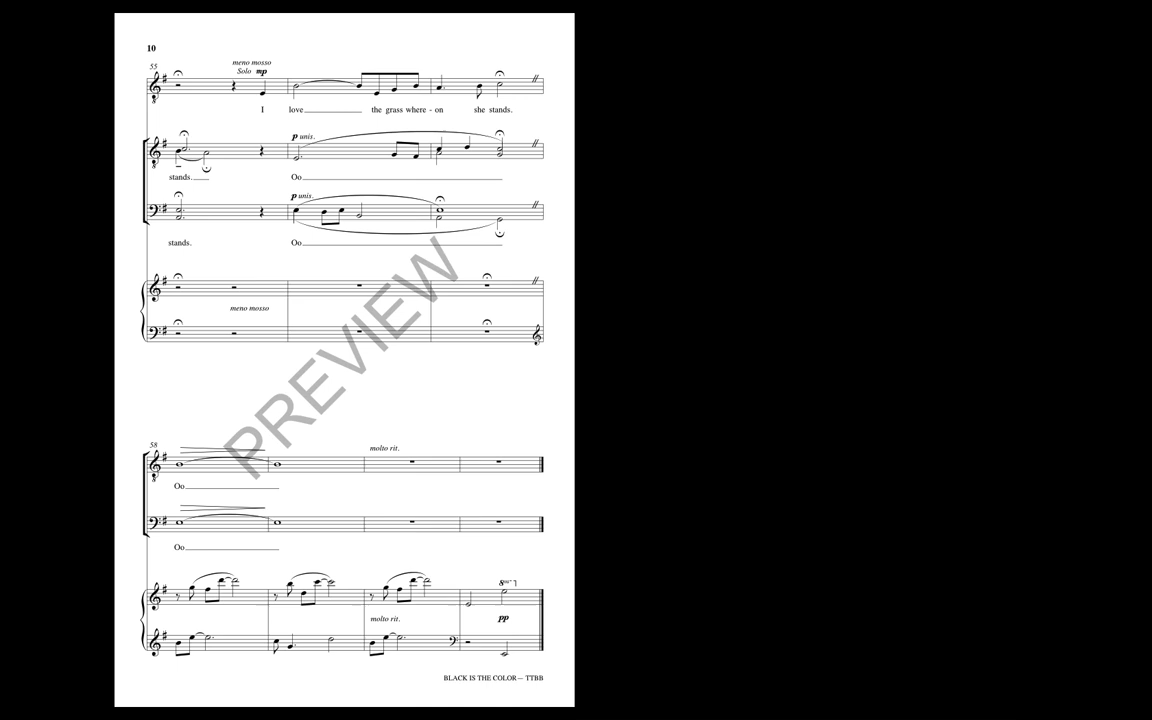 10
55
meno mosso
Solo mp
I love the grass where - on she stands.
p unis.
stands. Oo
p unis.
stands. Oo
meno mosso
PREVIEW
58
molto rit.
Oo
Oo
8va
molto rit.
pp
BLACK IS THE COLOR – TTBB